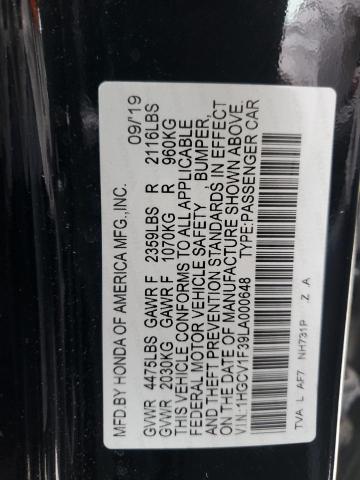 MFD.BY HONDA OF AMERICA MFG.,INC. 09/19
GVWR 4475LBS GAWR F 2359LBS R 2116LBS
GVWR 2030KG GAWR F 1070KG R 960KG
THIS VEHICLE CONFORMS TO ALL APPLICABLE
FEDERAL MOTOR VEHICLE SAFETY BUMPER,
AND THEFT PREVENTION STANDARDS IN EFFECT
ON THE DATE OF MANUFACTURE SHOWN ABOVE.
V.I.N:1HGCV1F39LA000648 TYPE:PASSENGER CAR
TVA L AF7 NH731P .Z .A